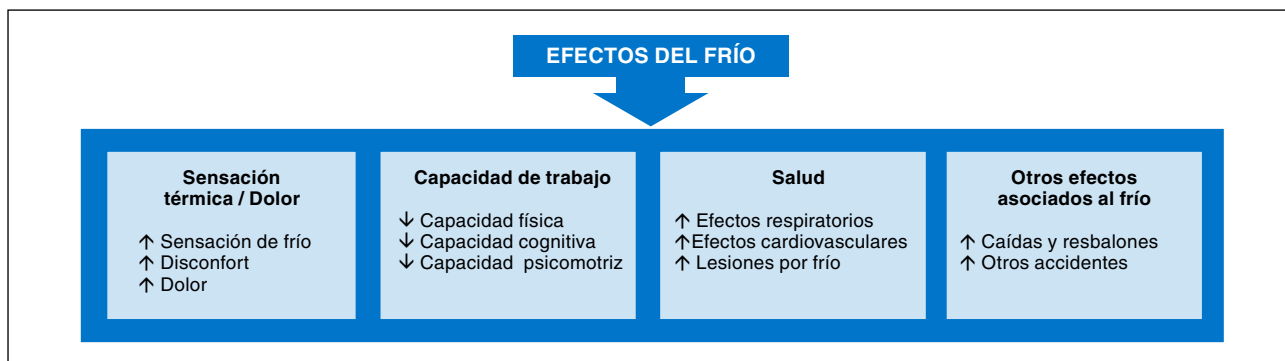 EFECTOS DEL FRÍO
Sensación
térmica / Dolor
↑ Sensación de frío
↑ Disconfort
↑ Dolor
Capacidad de trabajo
↓ Capacidad física
↓ Capacidad cognitiva
↓ Capacidad psicomotriz
Salud
↑ Efectos respiratorios
↑Efectos cardiovasculares
↑ Lesiones por frío
Otros efectos
asociados al frío
↑ Caídas y resbalones
↑ Otros accidentes